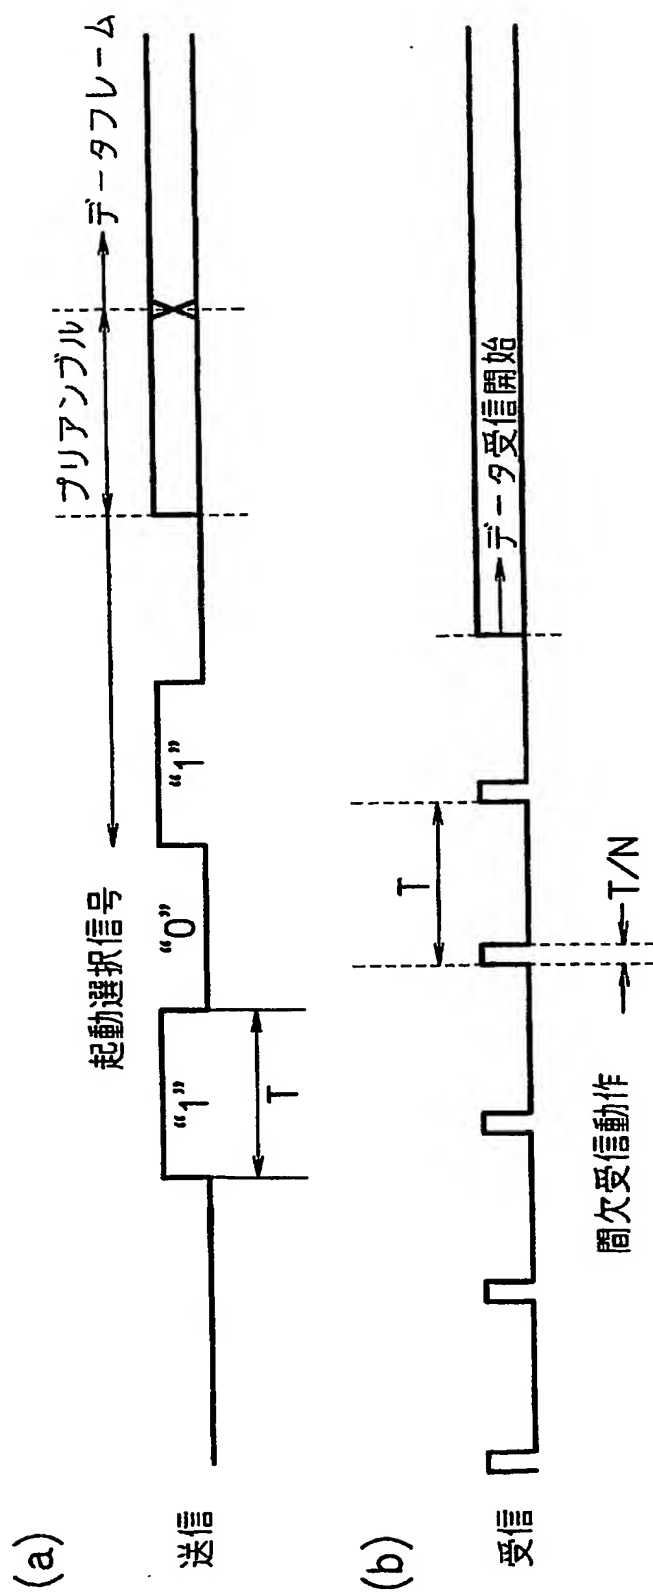 (a)
送信
起動選択信号
プリアンブル
データフレーム
“1”
“0”
“1”
T
(b)
受信
T
データ受信開始
間欠受信動作
T/N